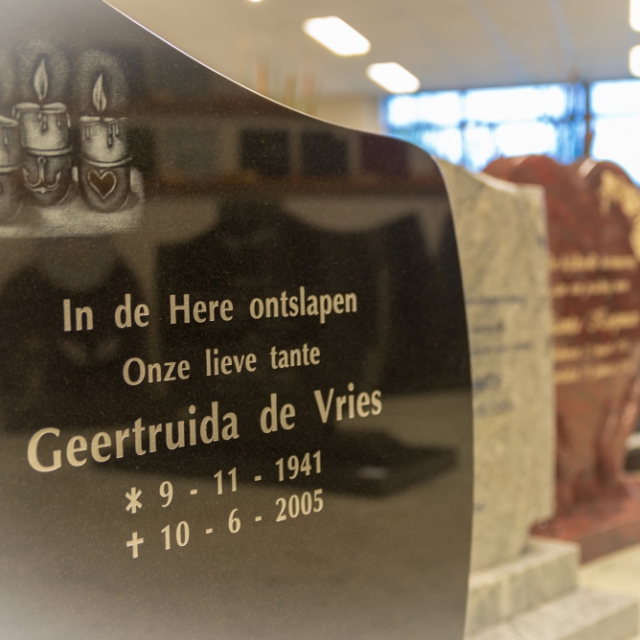 In de Here ontslapen
Onze lieve tante
Geertruida de Vries
* 9 - 11 - 1941
✝ 10 - 6 - 2005